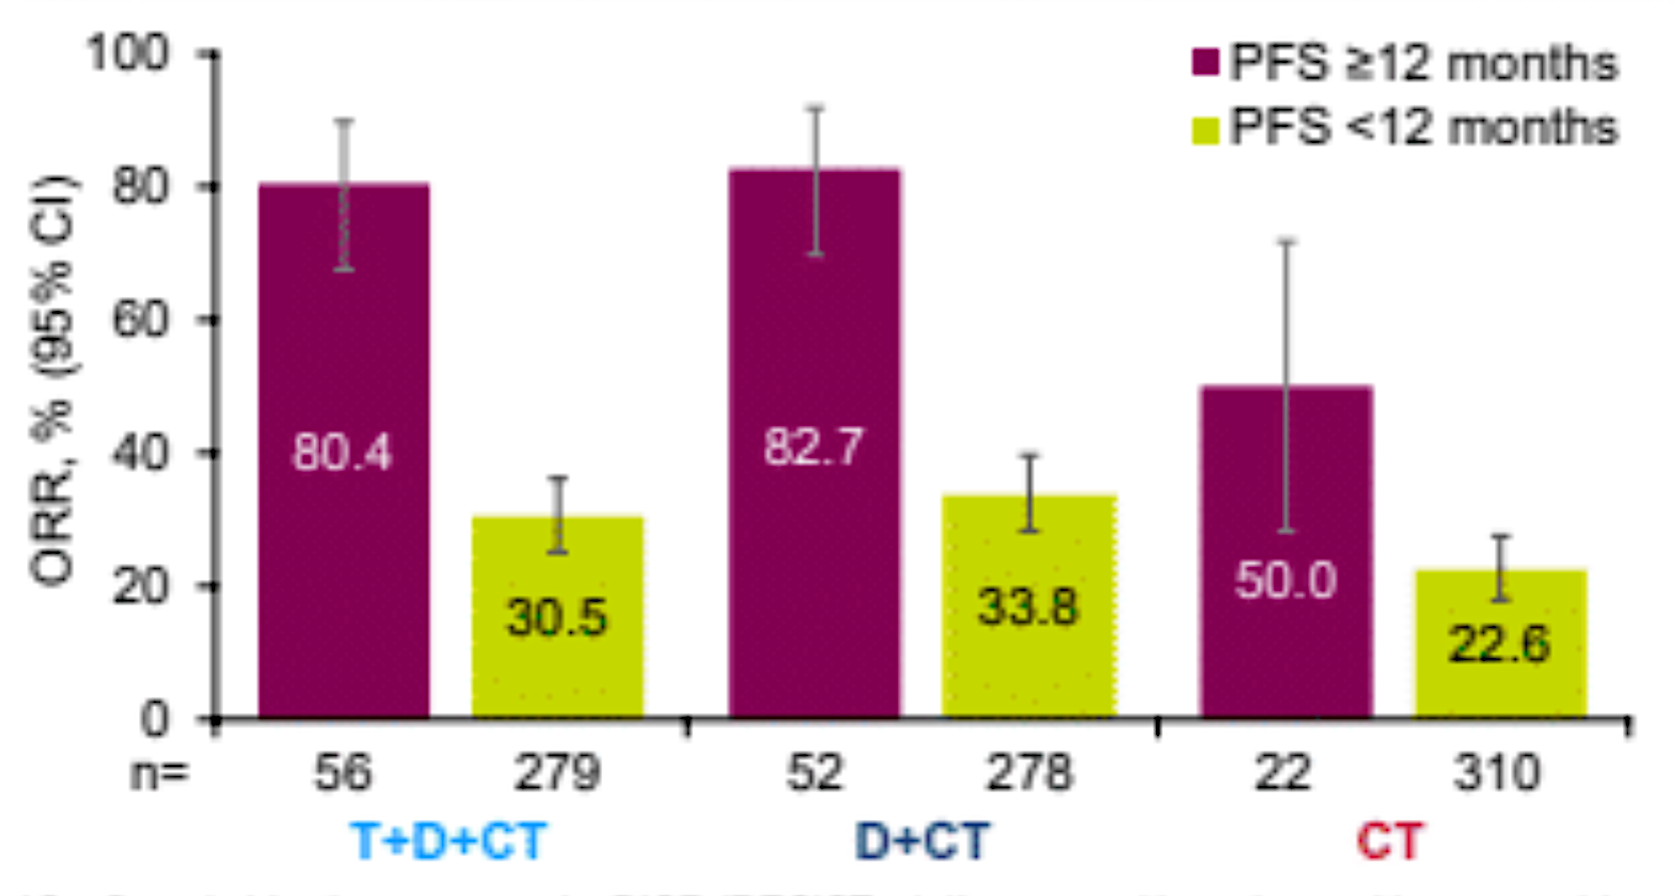 ORR, % (95% CI)
100
80
60
40
20
0
PFS ≥12 months
PFS <12 months
80.4
30.5
82.7
33.8
50.0
22.6
n= 56 279 52 278 22 310
T+D+CT D+CT CT